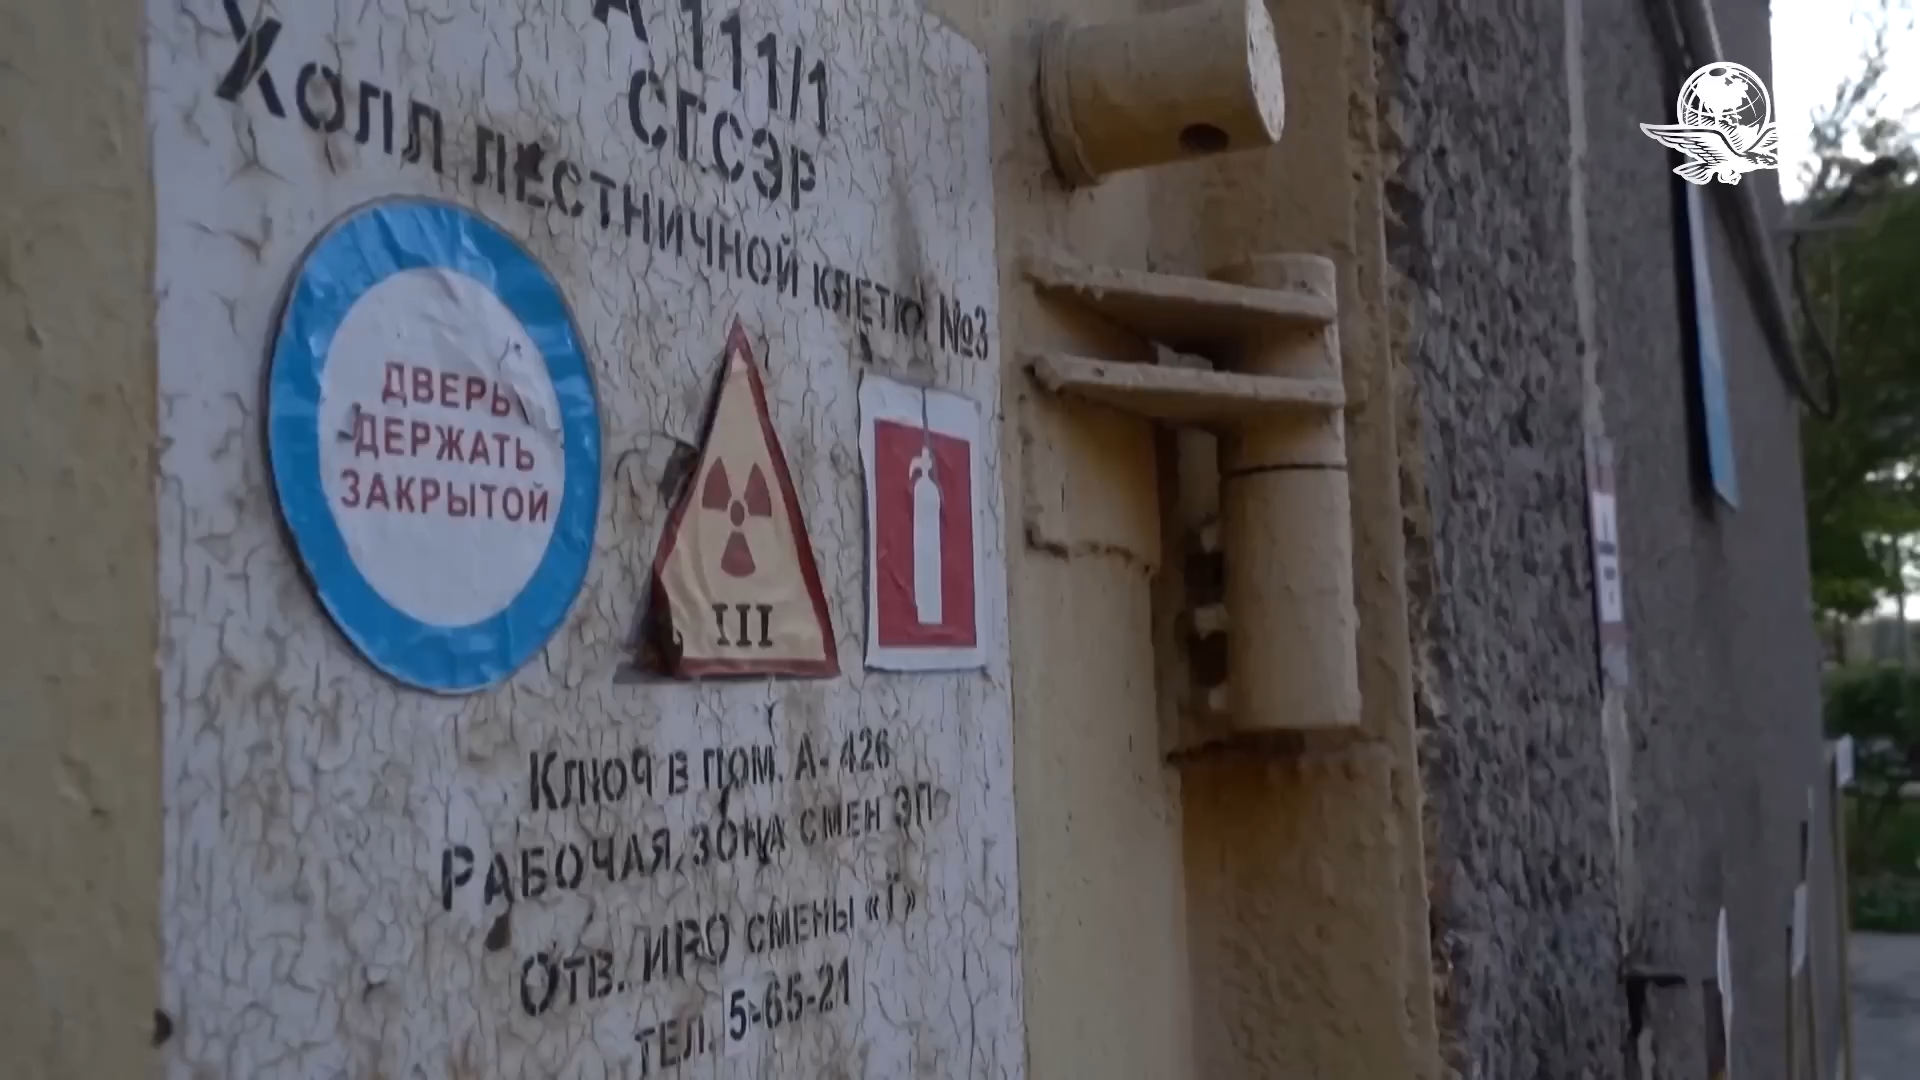 А 111/1
СГСЭР
ХОЛЛ ЛЕСТНИЧНОЙ КЛЕТКИ №3
ДВЕРЬ
ДЕРЖАТЬ
ЗАКРЫТОЙ
III
КЛЮЧ В ПОМ. А-426
РАБОЧАЯ ЗОНА СМЕН ЭП
ОТВ. ИРО СМЕНЫ «Г»
ТЕЛ. 5-65-21